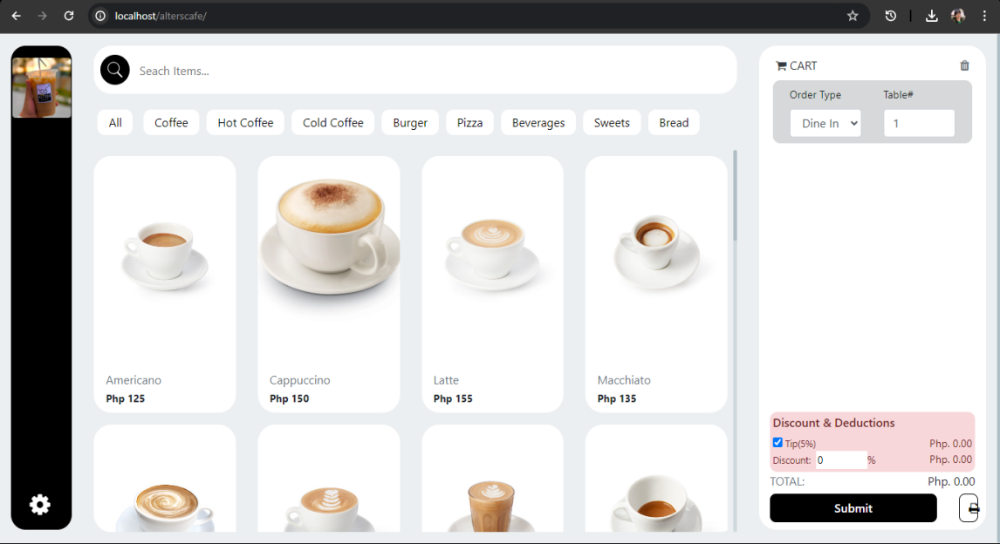 localhost/alterscafe/
Seach Items...
All Coffee Hot Coffee Cold Coffee Burger Pizza Beverages Sweets Bread
Americano
Php 125
Cappuccino
Php 150
Latte
Php 155
Macchiato
Php 135
CART
Order Type Table#
Dine In 1
Discount & Deductions
Tip(5%) Php. 0.00
Discount: 0 % Php. 0.00
TOTAL: Php. 0.00
Submit